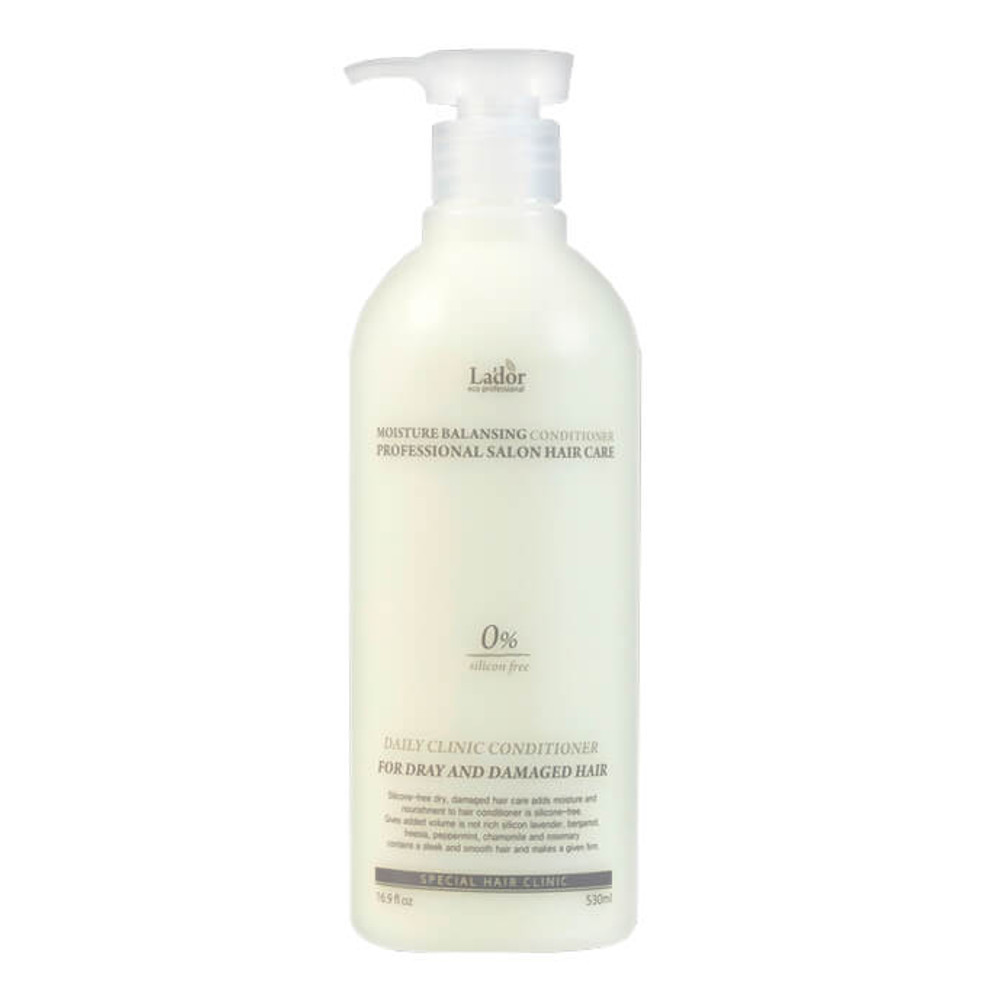 La'dor
eco professional
MOISTURE BALANSING CONDITIONER
PROFESSIONAL SALON HAIR CARE
0%
silicon free
DAILY CLINIC CONDITIONER
FOR DRAY AND DAMAGED HAIR
Silicone-free dry, damaged hair care adds moisture and
nourishment to hair conditioner is silicone-free.
Gives added volume is not rich silicon lavender, bergamot,
freesia, peppermint, chamomile and rosemary
contains a sleek and smooth hair and makes a given firm.
SPECIAL HAIR CLINIC
16.9 fl oz
530ml